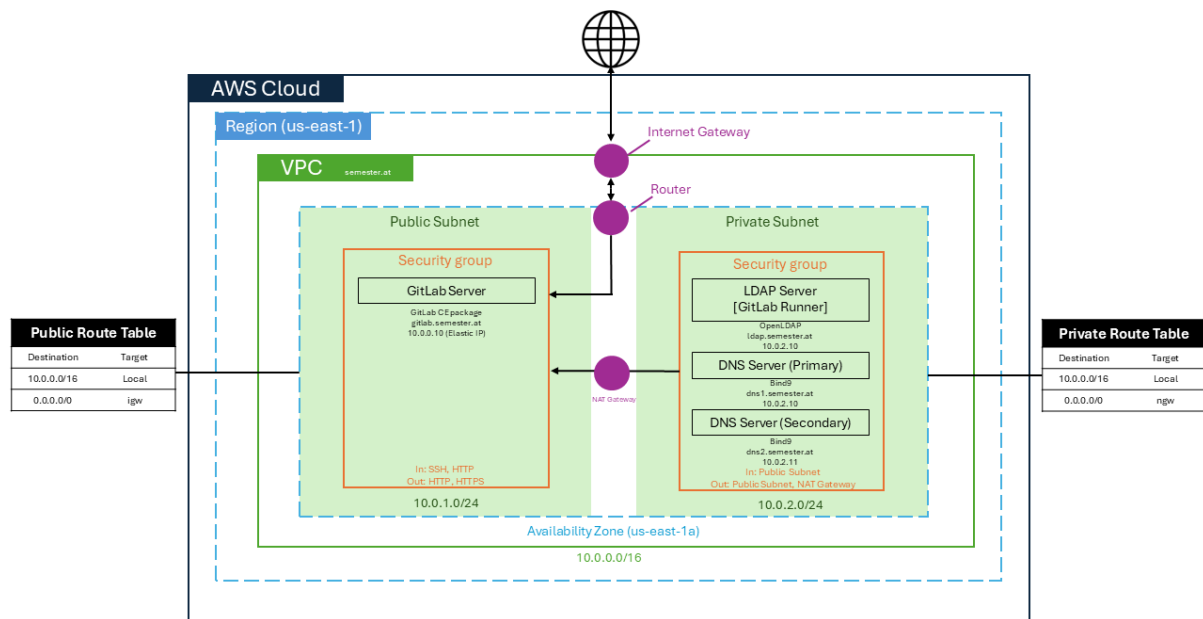 AWS Cloud
Region (us-east-1)
Internet Gateway
VPC semester.at
Router
Public Subnet
Private Subnet
Security group
GitLab Server
GitLab CE package
gitlab.semester.at
10.0.0.10 (Elastic IP)
In: SSH, HTTP
Out: HTTP, HTTPS
10.0.1.0/24
NAT Gateway
Security group
LDAP Server
[GitLab Runner]
OpenLDAP
ldap.semester.at
10.0.2.10
DNS Server (Primary)
Bind9
dns1.semester.at
10.0.2.10
DNS Server (Secondary)
Bind9
dns2.semester.at
10.0.2.11
In: Public Subnet
Out: Public Subnet, NAT Gateway
10.0.2.0/24
Availability Zone (us-east-1a)
10.0.0.0/16
Public Route Table
Destination Target
10.0.0.0/16 Local
0.0.0.0/0 igw
Private Route Table
Destination Target
10.0.0.0/16 Local
0.0.0.0/0 ngw